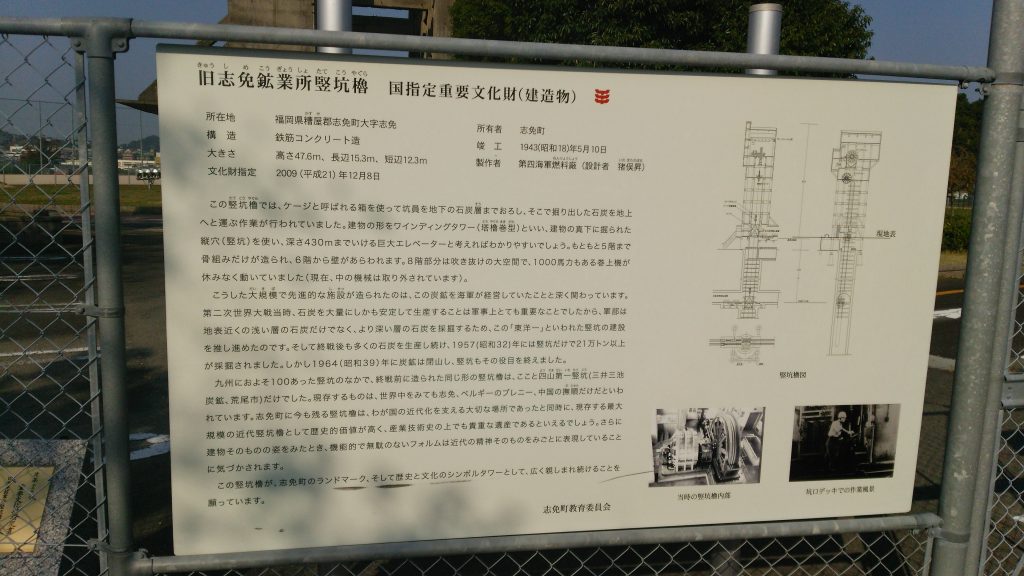 旧志免鉱業所竪坑櫓 国指定重要文化財(建造物)
所在地 福岡県糟屋郡志免町大字志免
構造 鉄筋コンクリート造
大きさ 高さ47.6m、長辺15.3m、短辺12.3m
文化財指定 2009(平成21)年12月8日
所有者 志免町
竣工 1943(昭和18)年5月10日
製作者 第四海軍燃料廠(設計者 猪俣昇)
この竪坑櫓では、ケージと呼ばれる箱を使って坑員を地下の石炭層までおろし、そこで掘り出した石炭を地上
へと運ぶ作業が行われていました。建物の形をワインディングタワー(塔櫓巻型)といい、建物の真下に掘られた
縦穴(竪坑)を使い、深さ430mまでいける巨大エレベーターと考えればわかりやすいでしょう。もともと5階まで
骨組みだけが造られ、6階から壁があらわれます。8階部分は吹き抜けの大空間で、1000馬力もある巻上機が
休みなく動いていました(現在、中の機械は取り外されています)。
こうした大規模で先進的な施設が造られたのは、この炭鉱を海軍が経営していたことと深く関わっています。
第二次世界大戦当時、石炭を大量にしかも安定して生産することは軍事上とても重要なことでしたから、軍部は
地表近くの浅い層の石炭だけでなく、より深い層の石炭を採掘するため、この「東洋一」といわれた竪坑の建設
を推し進めたのです。そして終戦後も多くの石炭を生産し続け、1957(昭和32)年には竪坑だけで21万トン以上
が採掘されました。しかし1964(昭和39)年に炭鉱は閉山し、竪坑もその役目を終えました。
九州におよそ100あった竪坑のなかで、終戦前に造られた同じ形の竪坑櫓は、ここと四山第一竪坑(三井三池
炭鉱、荒尾市)だけでした。現存するものは、世界中をみても志免、ベルギーのブレニー、中国の撫順だけだといわ
れています。志免町に今も残る竪坑櫓は、わが国の近代化を支える大切な場所であったと同時に、現存する最大
規模の近代竪坑櫓として歴史的価値が高く、産業技術史の上でも貴重な遺産であるといえるでしょう。さらに
建物そのものの姿をみたとき、機能的で無駄のないフォルムは近代の精神そのものをみごとに表現していること
に気づかされます。
この竪坑櫓が、志免町のランドマーク、そして歴史と文化のシンボルタワーとして、広く親しまれ続けることを
願っています。
志免町教育委員会
現地表
竪坑櫓図
当時の竪坑櫓内部
坑口デッキでの作業風景